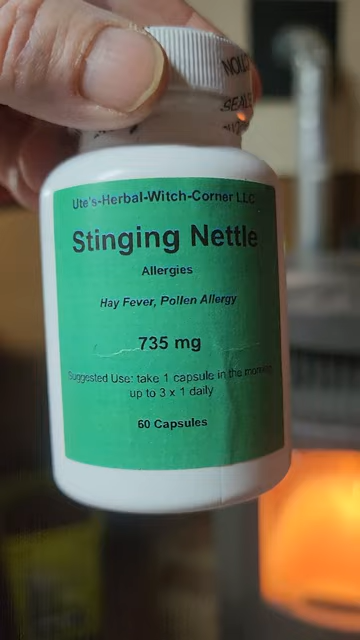 SEALE
Ute's-Herbal-Witch-Corner LLC
Stinging Nettle
Allergies
Hay Fever, Pollen Allergy
735 mg
Suggested Use: take 1 capsule in the
up to 3 x 1 daily
60 Capsules